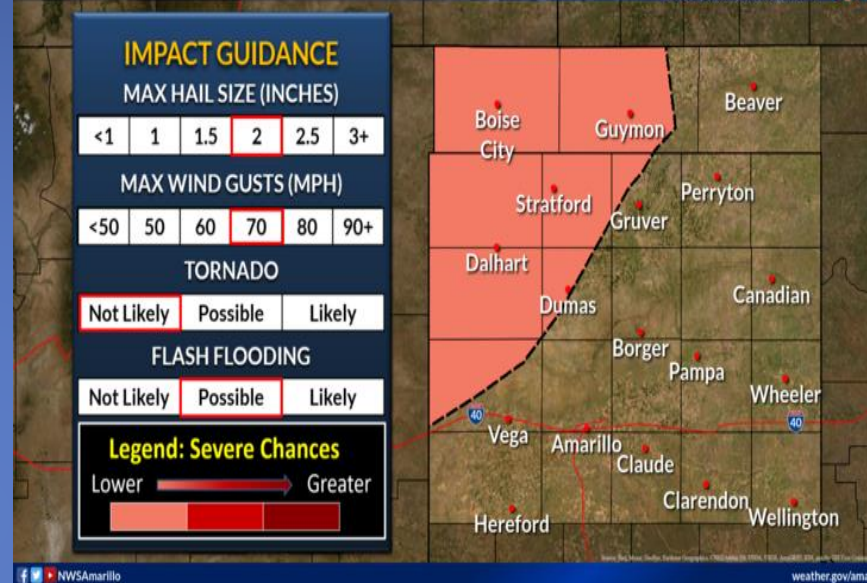 IMPACT GUIDANCE
MAX HAIL SIZE (INCHES)
<1 1 1.5 2 2.5 3+
MAX WIND GUSTS (MPH)
<50 50 60 70 80 90+
TORNADO
Not Likely Possible Likely
FLASH FLOODING
Not Likely Possible Likely
Legend: Severe Chances
Lower Greater
Boise
City
Guymon
Beaver
Stratford
Gruver
Perryton
Dalhart
Dumas
Canadian
Borger
Pampa
Wheeler
40
40
Vega
Amarillo
Claude
Clarendon
Wellington
Hereford
NWSAmarillo
weather.gov/ama